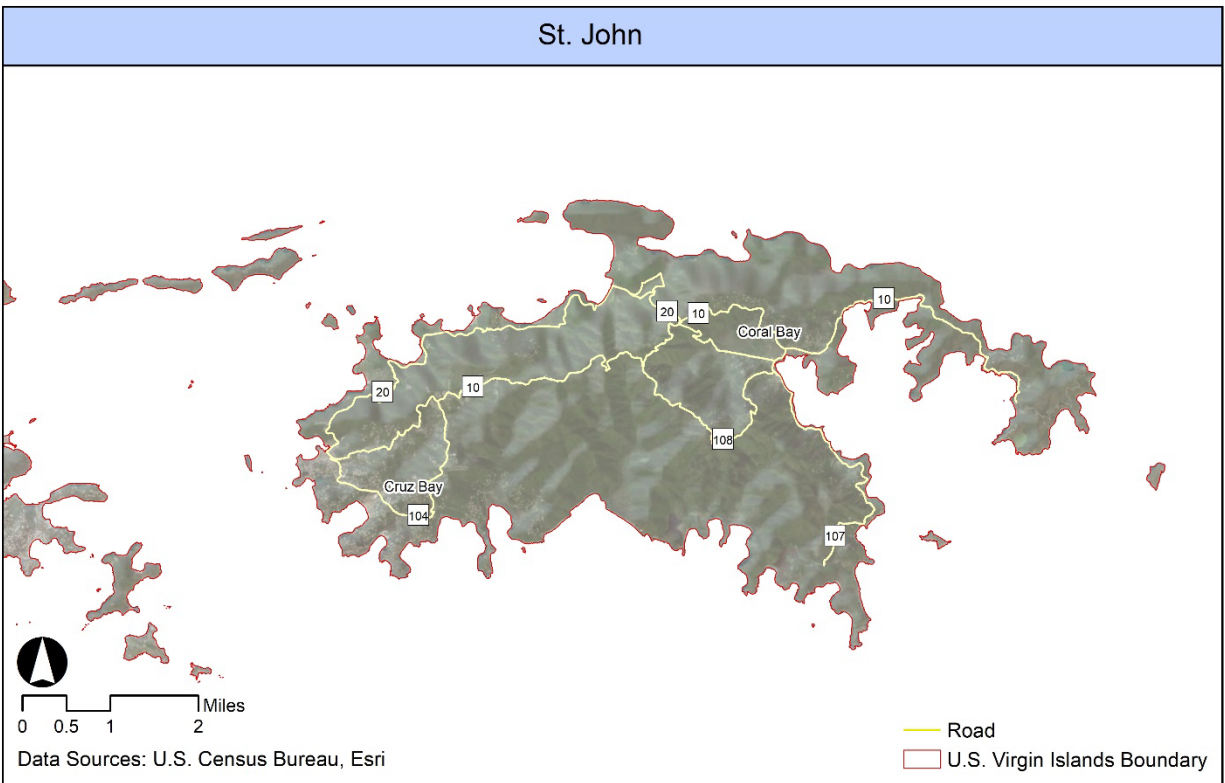 St. John
10
20
10
20
Coral Bay
20
10
108
Cruz Bay
104
107
Miles
0 0.5 1 2
Data Sources: U.S. Census Bureau, Esri
Road
U.S. Virgin Islands Boundary